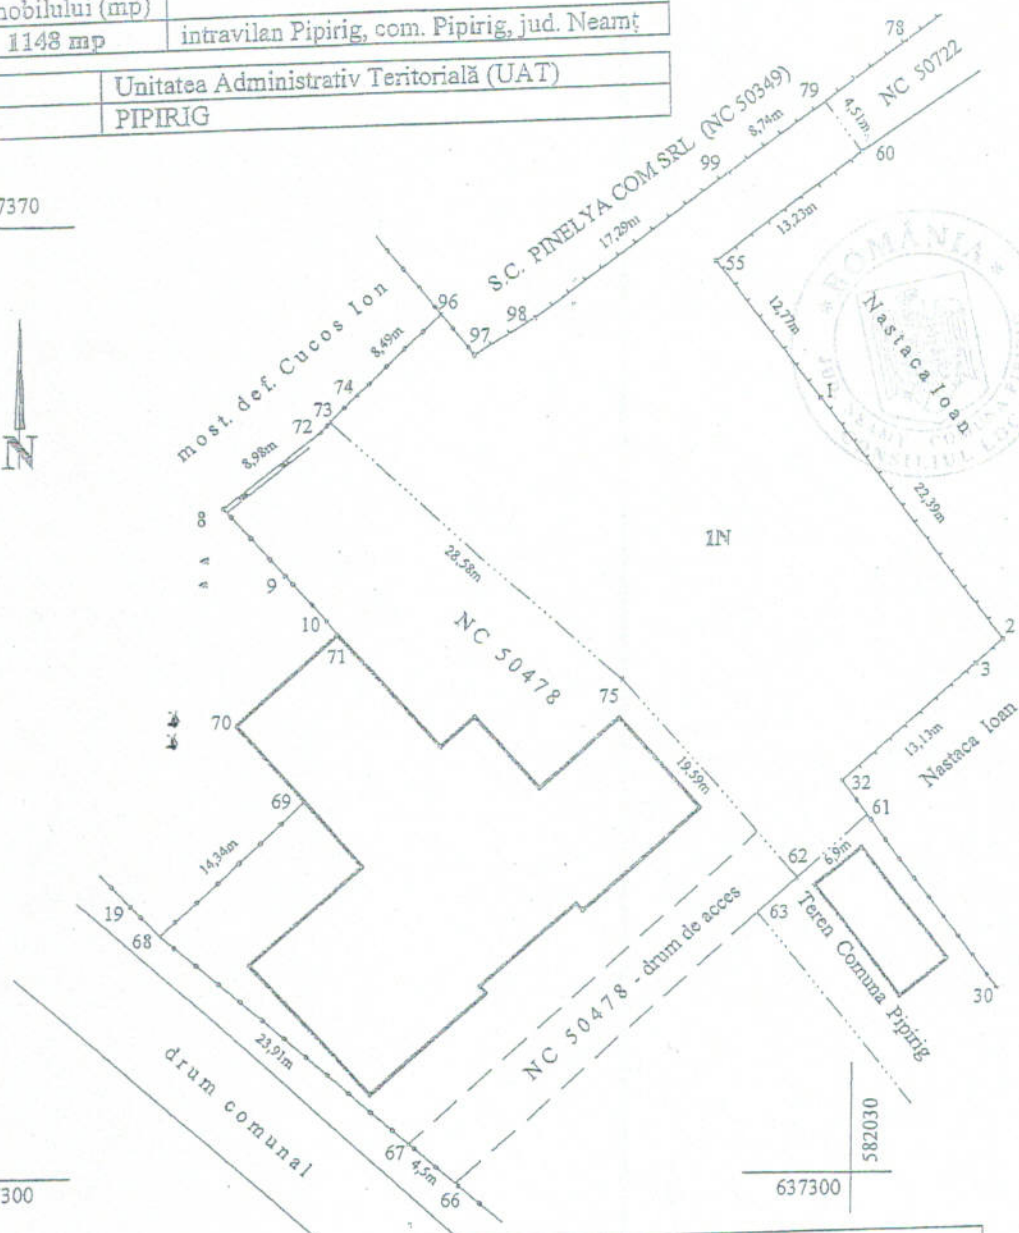 mobilului (mp)
1148 mp
intravilan Pipirig, com. Pipirig, jud. Neamț
Unitatea Administrativ Teritorială (UAT)
PIPIRIG
78
7370
S.C. PINELYA COM SRL (NC 50349)
79
4,51m
NC 50722
8,74m
99
60
17,29m
13,23m
55
ROMÂNIA
96
98
97
most. def. Cucos Ion
8,49m
12,77m
Nastaca Ioan
74
73
72
1
N
8,98m
CONSILIUL LOC
22,39m
8
1N
28,58m
9
NC 50478
10
2
71
75
3
70
13,13m
Nastaca Ioan
19,59m
32
69
61
14,34m
62
6,9m
63
19
68
Teren Comuna Pipirig
NC 50478 - drum de acces
30
23,91m
drum comunal
582030
67
4,5m
66
300
637300